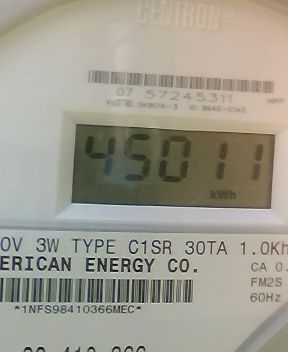 CENTRON
07 57245311
45011
kWh
0V 3W TYPE C1SR 30TA 1.0Kh
ERICAN ENERGY CO.
CA 0.
FM2S
*1NFS98410366MEC*
60Hz